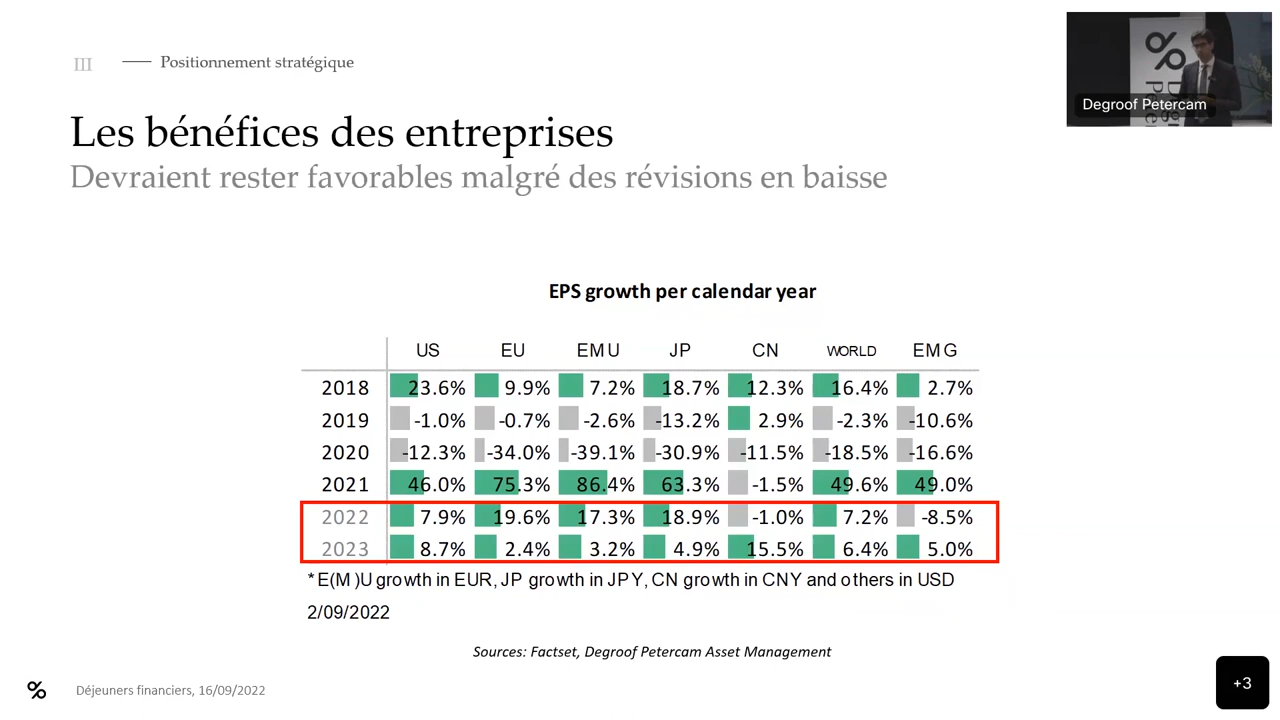 III — Positionnement stratégique
Les bénéfices des entreprises
Devraient rester favorables malgré des révisions en baisse
Degroof Petercam
EPS growth per calendar year
US EU EMU JP CN WORLD EMG
2018 23.6% 9.9% 7.2% 18.7% 12.3% 16.4% 2.7%
2019 -1.0% -0.7% -2.6% -13.2% 2.9% -2.3% -10.6%
2020 -12.3% -34.0% -39.1% -30.9% -11.5% -18.5% -16.6%
2021 46.0% 75.3% 86.4% 63.3% -1.5% 49.6% 49.0%
2022 7.9% 19.6% 17.3% 18.9% -1.0% 7.2% -8.5%
2023 8.7% 2.4% 3.2% 4.9% 15.5% 6.4% 5.0%
* E(M)U growth in EUR, JP growth in JPY, CN growth in CNY and others in USD
2/09/2022
Sources: Factset, Degroof Petercam Asset Management
Déjeuners financiers, 16/09/2022
+3